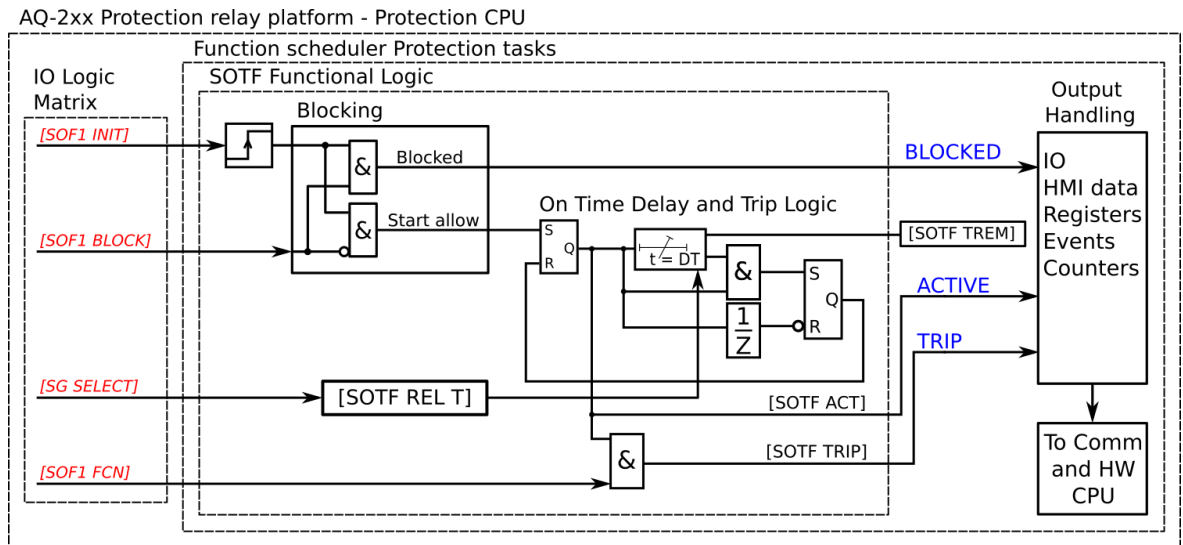 AQ-2xx Protection relay platform - Protection CPU
Function scheduler Protection tasks
IO Logic
Matrix
SOTF Functional Logic
Output
Handling
Blocking
[SOF1 INIT]
&
Blocked
BLOCKED
IO
HMI data
Registers
Events
Counters
On Time Delay and Trip Logic
[SOF1 BLOCK]
&
Start allow
S
Q
R
t = DT
[SOTF TREM]
&
S
Q
R
1
Z
ACTIVE
TRIP
[SG SELECT]
[SOTF REL T]
[SOTF ACT]
[SOF1 FCN]
&
[SOTF TRIP]
To Comm
and HW
CPU